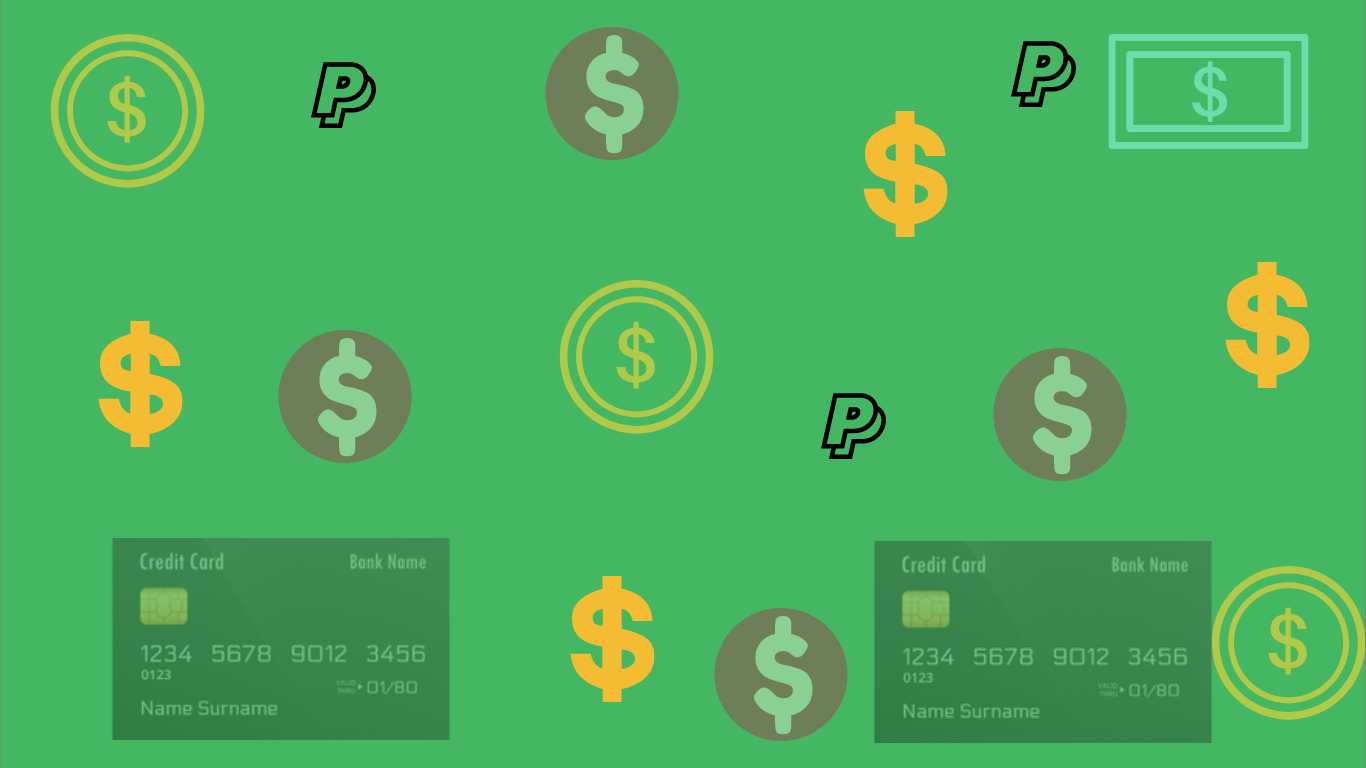 $
P
$
P
$
$
$
$
$
$
P
$
Credit Card Bank Name
1234 5678 9012 3456
0123
VALID THRU 01/80
Name Surname
$
$
Credit Card Bank Name
1234 5678 9012 3456
0123
VALID THRU 01/80
Name Surname
$